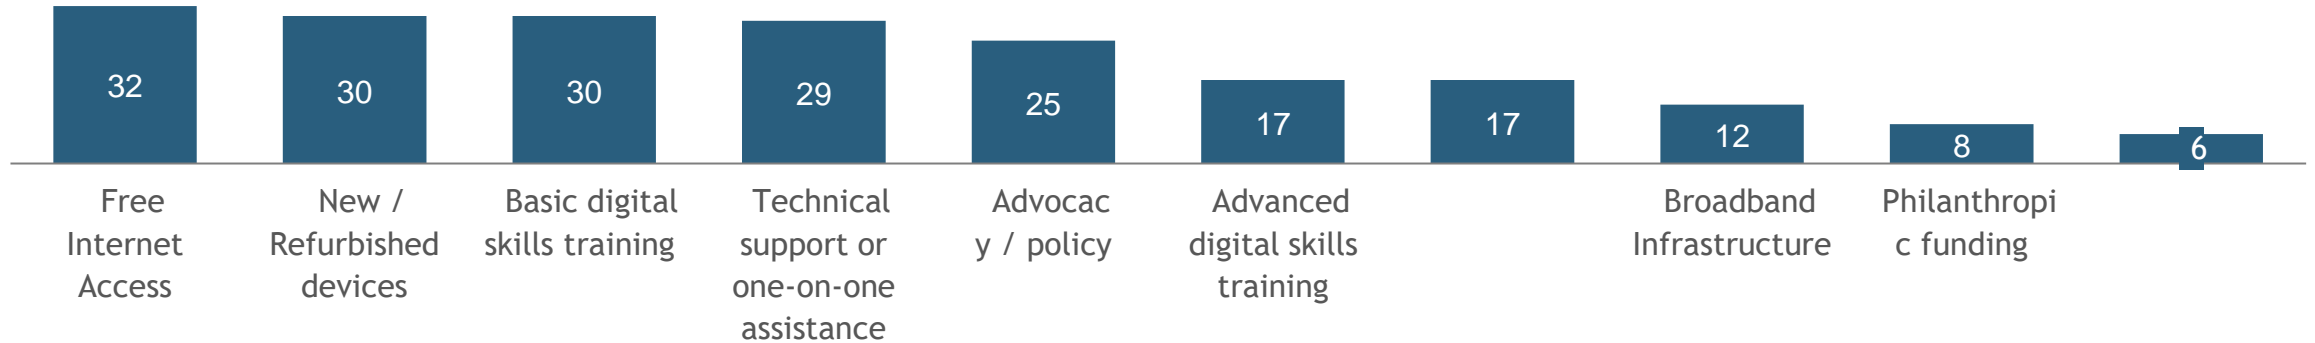 32
30
30
29
25
17
17
12
8
6
Free
Internet
Access
New /
Refurbished
devices
Basic digital
skills training
Technical
support or
one-on-one
assistance
Advocac
y / policy
Advanced
digital skills
training
Broadband
Infrastructure
Philanthropi
c funding